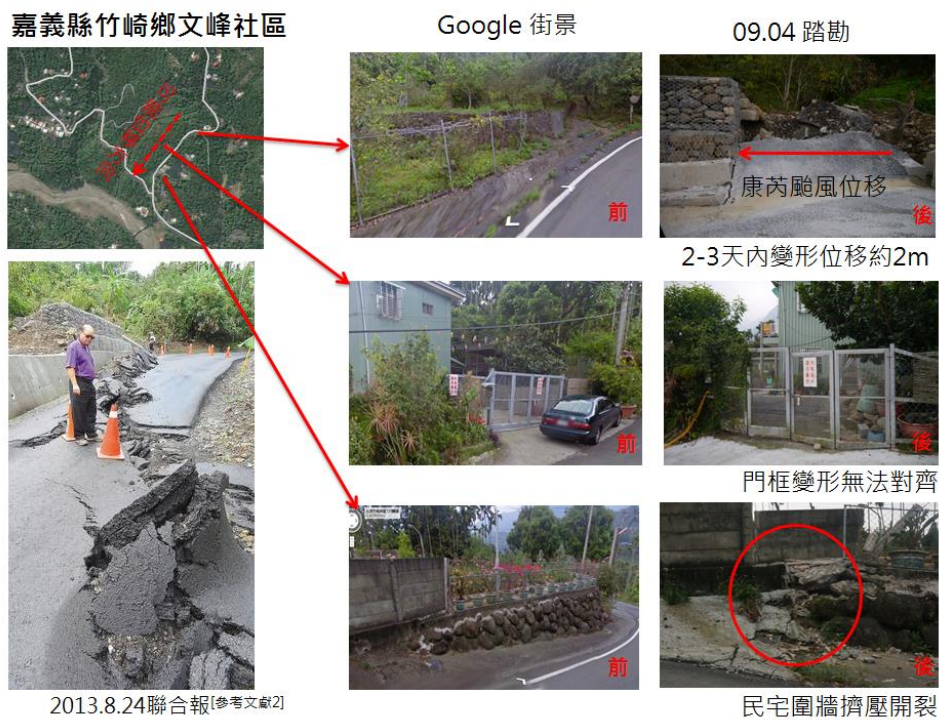 嘉義縣竹崎鄉文峰社區
Google 街景
09.04 踏勘
前
康芮颱風位移
後
2-3天內變形位移約2m
前
後
門框變形無法對齊
前
後
2013.8.24聯合報[參考文獻2]
民宅圍牆擠壓開裂